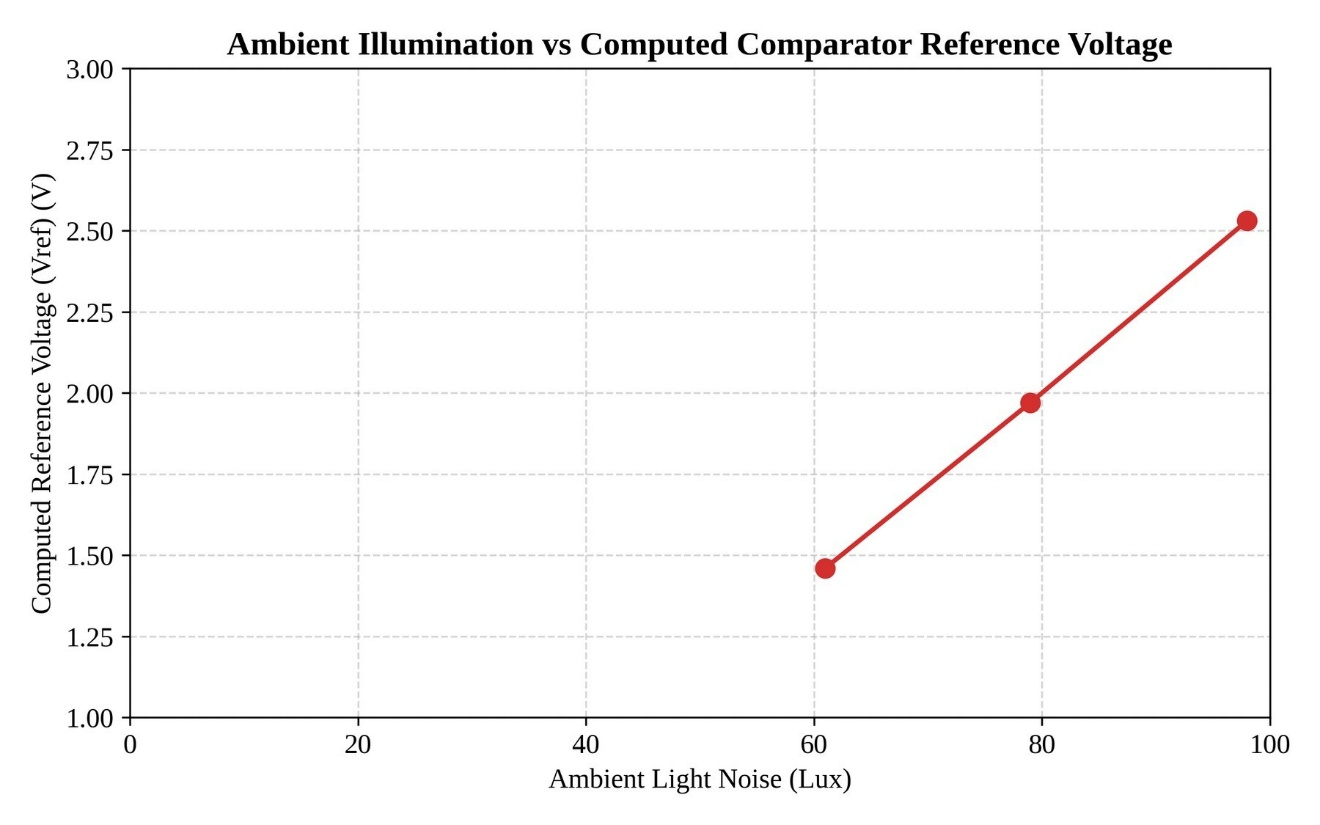 Ambient Illumination vs Computed Comparator Reference Voltage
3.00
2.75
2.50
2.25
2.00
1.75
1.50
1.25
1.00
Computed Reference Voltage (Vref) (V)
0 20 40 60 80 100
Ambient Light Noise (Lux)